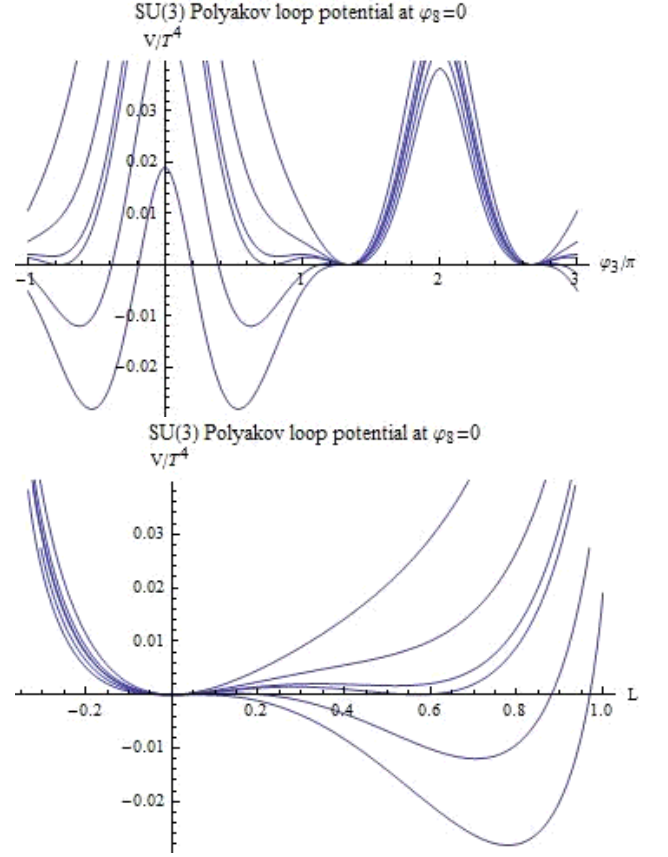 SU(3) Polyakov loop potential at φ₈=0
V/T⁴
0.03
0.02
0.01
−1 1 2 3 φ₃/π
−0.01
−0.02
SU(3) Polyakov loop potential at φ₈=0
V/T⁴
0.03
0.02
0.01
−0.2 0.2 0.4 0.6 0.8 1.0 L
−0.01
−0.02